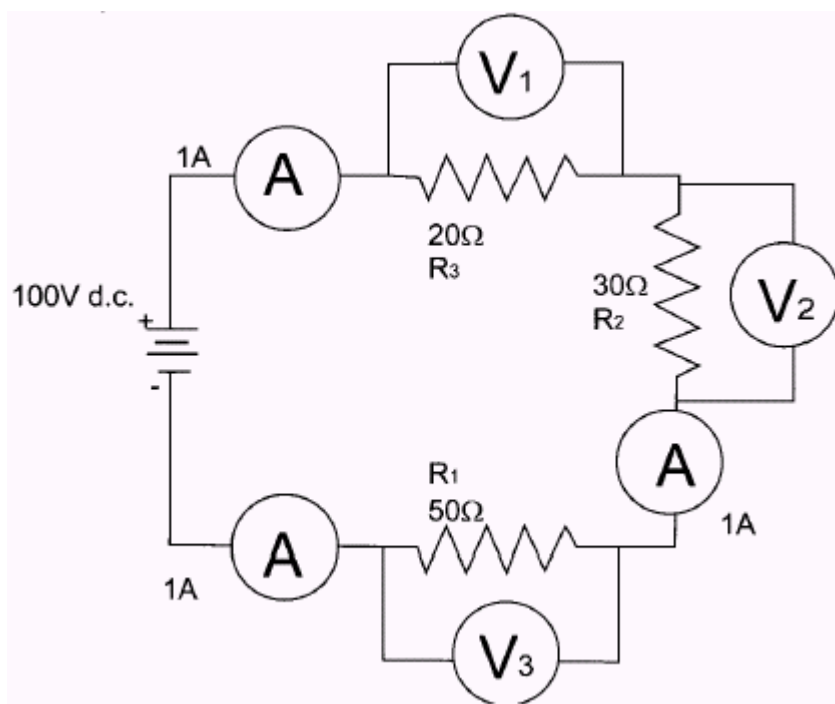 V1
1A
A
20Ω
R3
100V d.c.
+
-
30Ω
R2
V2
A
1A
R1
50Ω
A
1A
V3